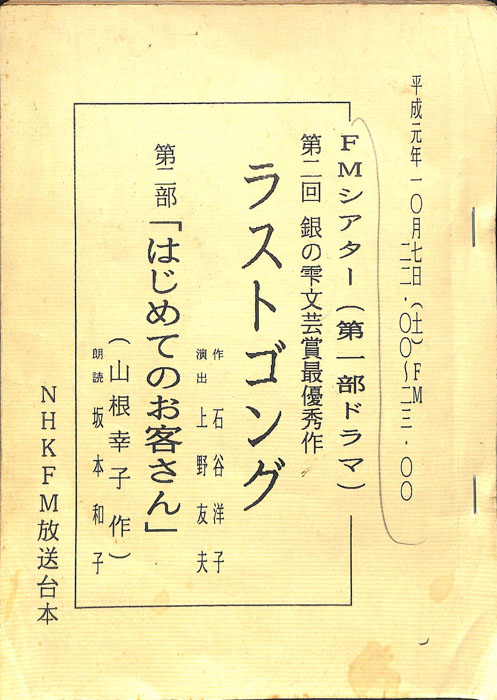 平成元年一〇月七日（土）FM
二二・〇〇〜二三・〇〇
FMシアター（第一部ドラマ）
第二回 銀の雫文芸賞最優秀作
ラストゴング
作 石谷洋子
演出 上野友夫
第二部「はじめてのお客さん」
（山根幸子 作）
朗読 坂本和子
NHKFM放送台本